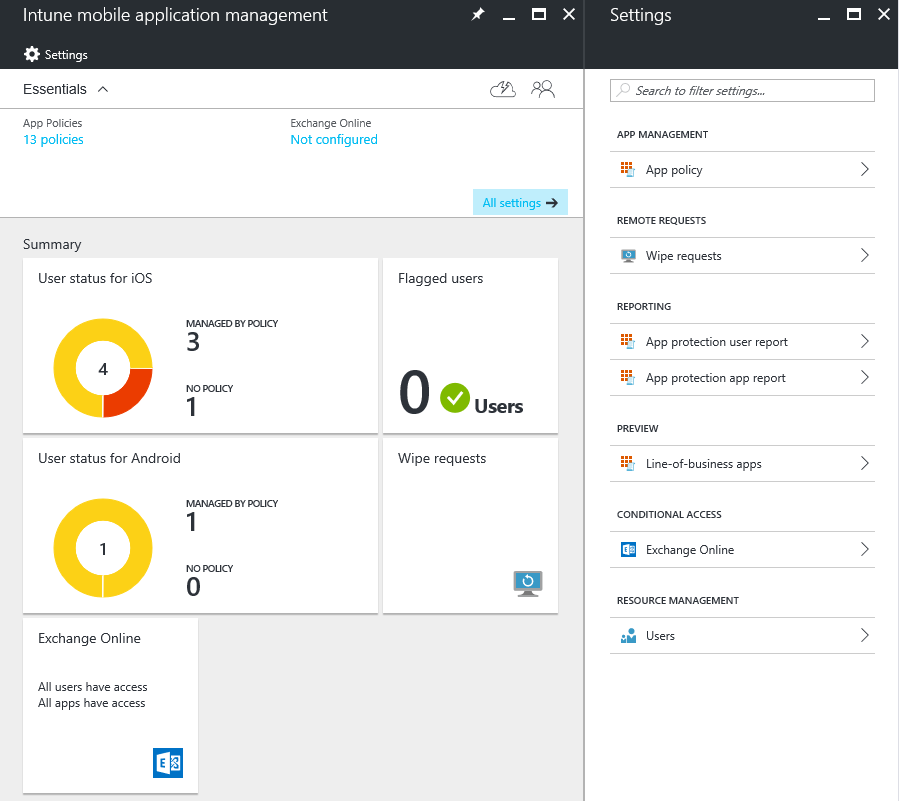 Intune mobile application management
Settings
Essentials
App Policies
13 policies
Exchange Online
Not configured
All settings
Summary
User status for iOS
4
MANAGED BY POLICY
3
NO POLICY
1
Flagged users
0 Users
User status for Android
1
MANAGED BY POLICY
1
NO POLICY
0
Wipe requests
Exchange Online
All users have access
All apps have access
E
Settings
Search to filter settings...
APP MANAGEMENT
App policy
REMOTE REQUESTS
Wipe requests
REPORTING
App protection user report
App protection app report
PREVIEW
Line-of-business apps
CONDITIONAL ACCESS
Exchange Online
RESOURCE MANAGEMENT
Users